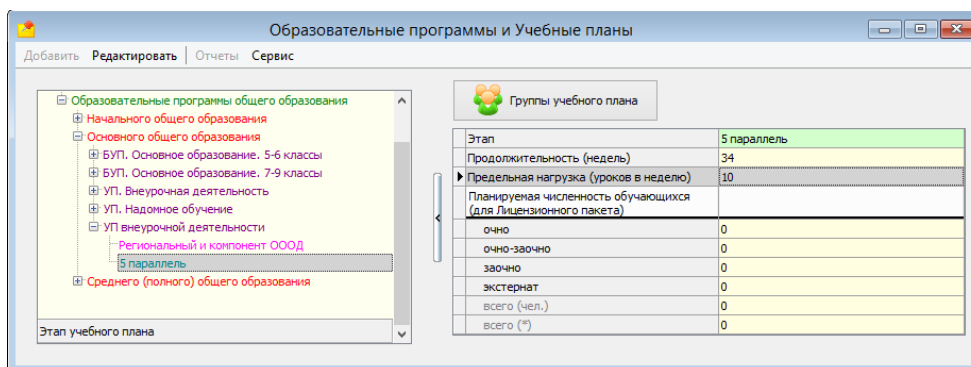 Образовательные программы и Учебные планы
Добавить Редактировать Отчеты Сервис
Образовательные программы общего образования
Начального общего образования
Основного общего образования
БУП. Основное образование. 5-6 классы
БУП. Основное образование. 7-9 классы
УП. Внеурочная деятельность
УП. Надомное обучение
УП внеурочной деятельности
Региональный и компонент ОООД
5 параллель
Среднего (полного) общего образования
Этап учебного плана
Группы учебного плана
Этап 5 параллель
Продолжительность (недель) 34
Предельная нагрузка (уроков в неделю) 10
Планируемая численность обучающихся
(для Лицензионного пакета)
очно 0
очно-заочно 0
заочно 0
экстернат 0
всего (чел.) 0
всего (*) 0